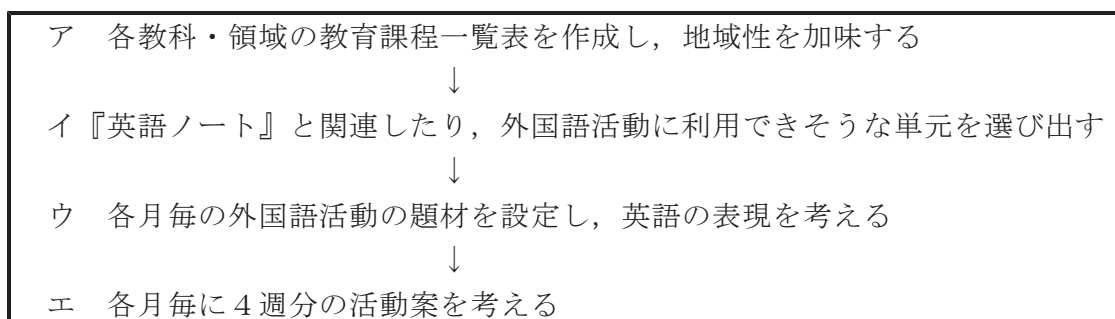 ア　各教科・領域の教育課程一覧表を作成し，地域性を加味する
↓
イ『英語ノート』と関連したり，外国語活動に利用できそうな単元を選び出す
↓
ウ　各月毎の外国語活動の題材を設定し，英語の表現を考える
↓
エ　各月毎に４週分の活動案を考える